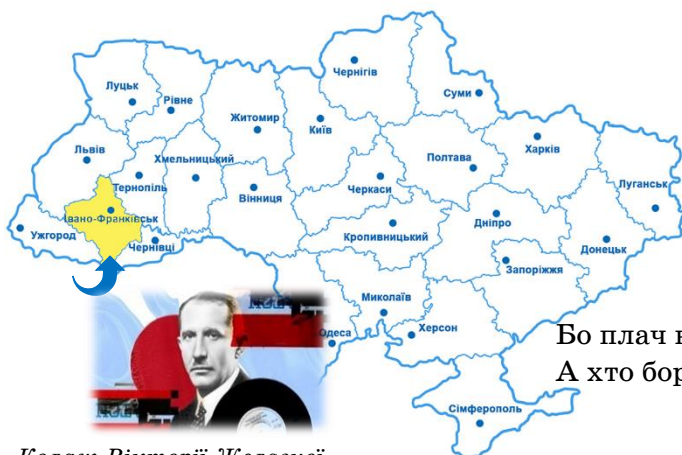 Чернігів
Суми
Луцьк
Рівне
Житомир
Київ
Харків
Львів
Хмельницький
Полтава
Тернопіль
Луганськ
Вінниця
Черкаси
Івано-Франківськ
Дніпро
Ужгород
Чернівці
Кропивницький
Донецьк
Запоріжжя
Миколаїв
Одеса
Херсон
Бо плач
А хто бор
Сімферополь